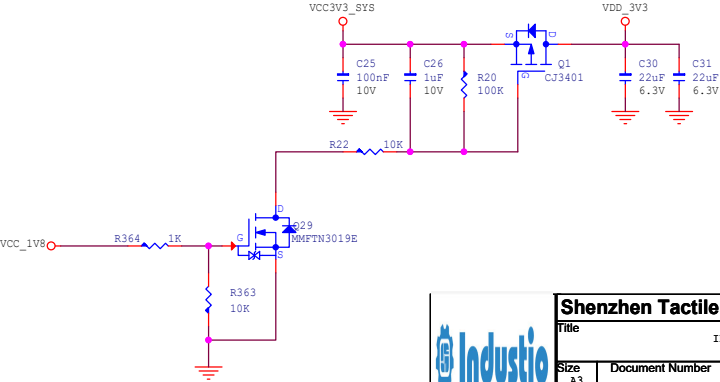 VCC3V3_SYS
VDD_3V3
S
D
G
C25
100nF
10V
C26
1uF
10V
R20
100K
Q1
CJ3401
C30
22uF
6.3V
C31
22uF
6.3V
R22
10K
D
Q29
MMFTN3019E
G
S
VCC_1V8
R364
1K
R363
10K
Shenzhen Tactile
Title
Industio
Size
A3
Document Number